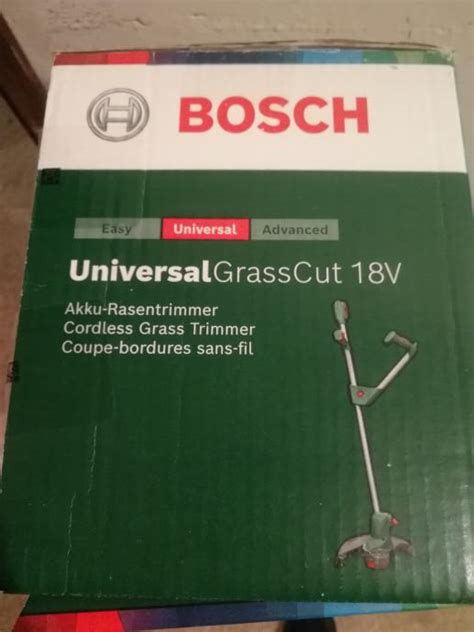 BOSCH
Easy Universal Advanced
UniversalGrassCut 18V
Akku-Rasentrimmer
Cordless Grass Trimmer
Coupe-bordures sans-fil